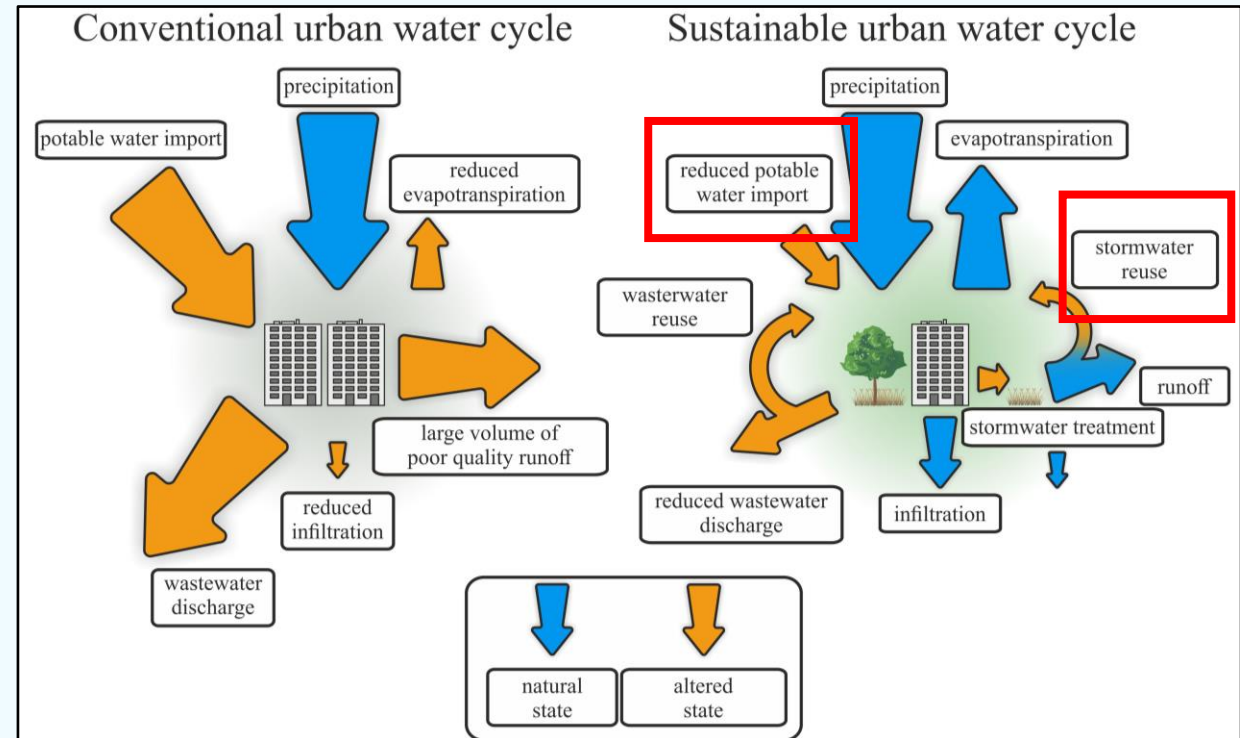 Conventional urban water cycle
Sustainable urban water cycle
precipitation
potable water import
reduced
evapotranspiration
large volume of
poor quality runoff
reduced
infiltration
wastewater
discharge
precipitation
evapotranspiration
reduced potable
water import
stormwater
reuse
wasterwater
reuse
runoff
stormwater treatment
reduced wastewater
discharge
infiltration
natural
state
altered
state